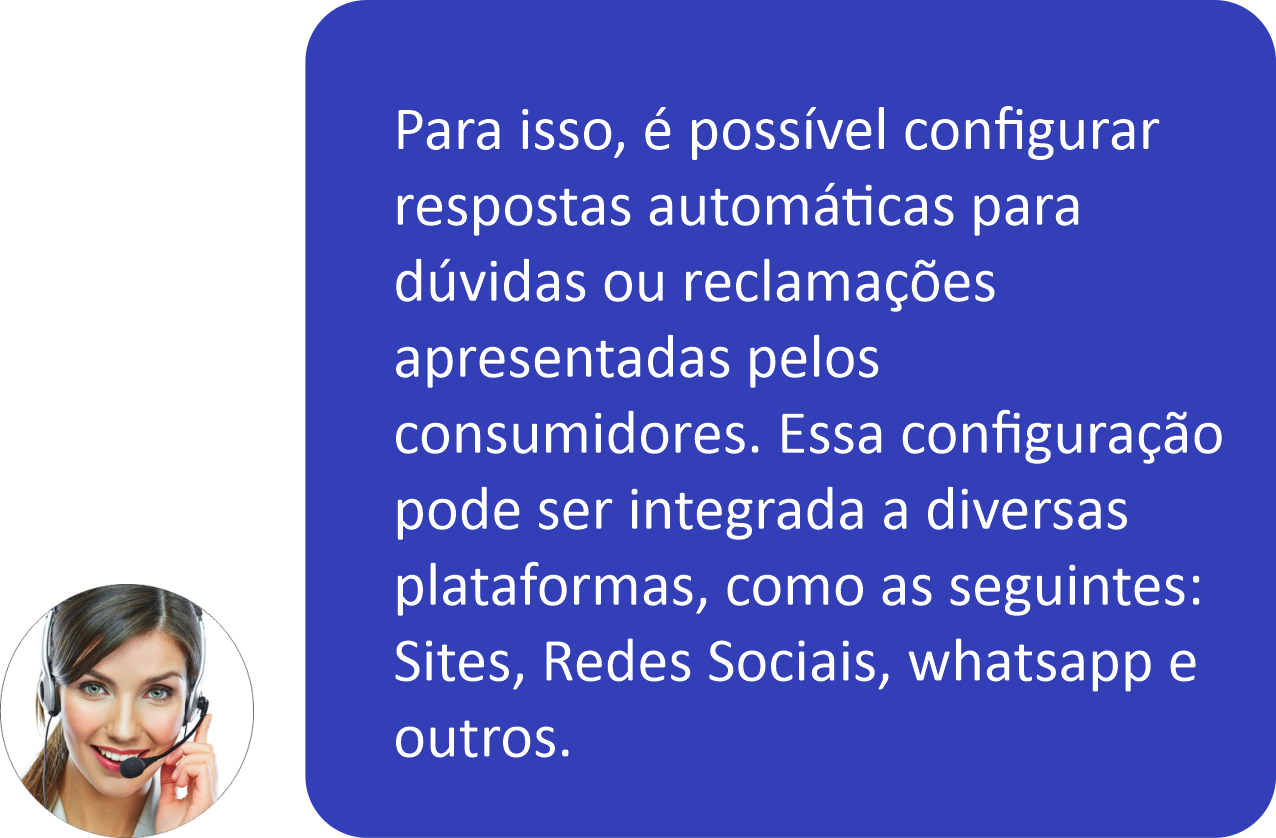 Para isso, é possível configurar
respostas automáticas para
dúvidas ou reclamações
apresentadas pelos
consumidores. Essa configuração
pode ser integrada a diversas
plataformas, como as seguintes:
Sites, Redes Sociais, whatsapp e
outros.